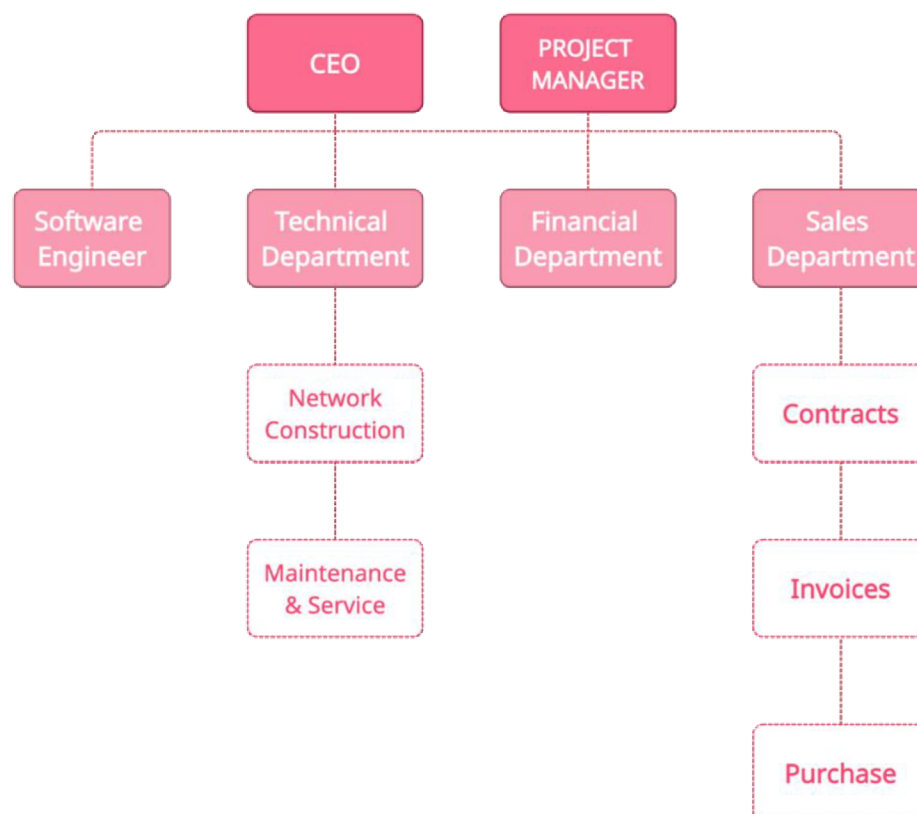 CEO
PROJECT
MANAGER
Software
Engineer
Technical
Department
Financial
Department
Sales
Department
Network
Construction
Contracts
Maintenance
& Service
Invoices
Purchase